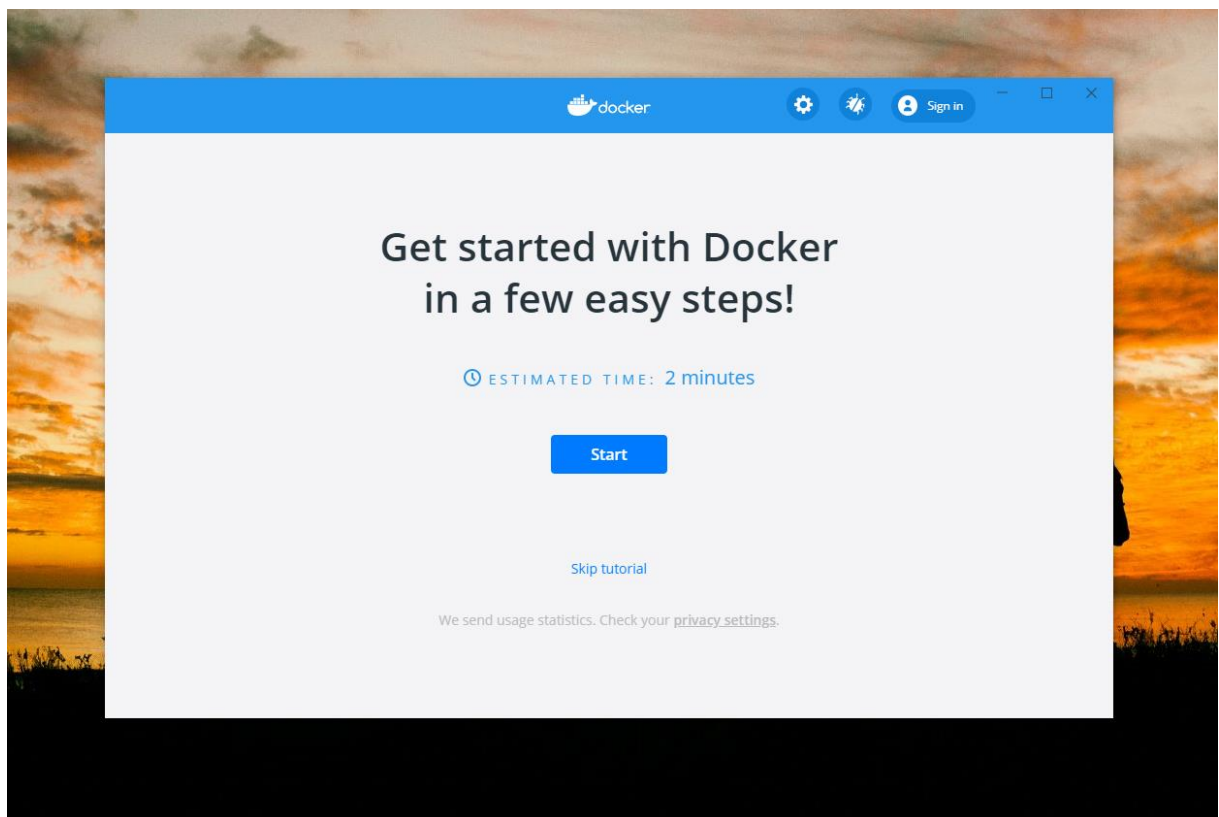 docker
Sign in
Get started with Docker
in a few easy steps!
ESTIMATED TIME: 2 minutes
Start
Skip tutorial
We send usage statistics. Check your privacy settings.